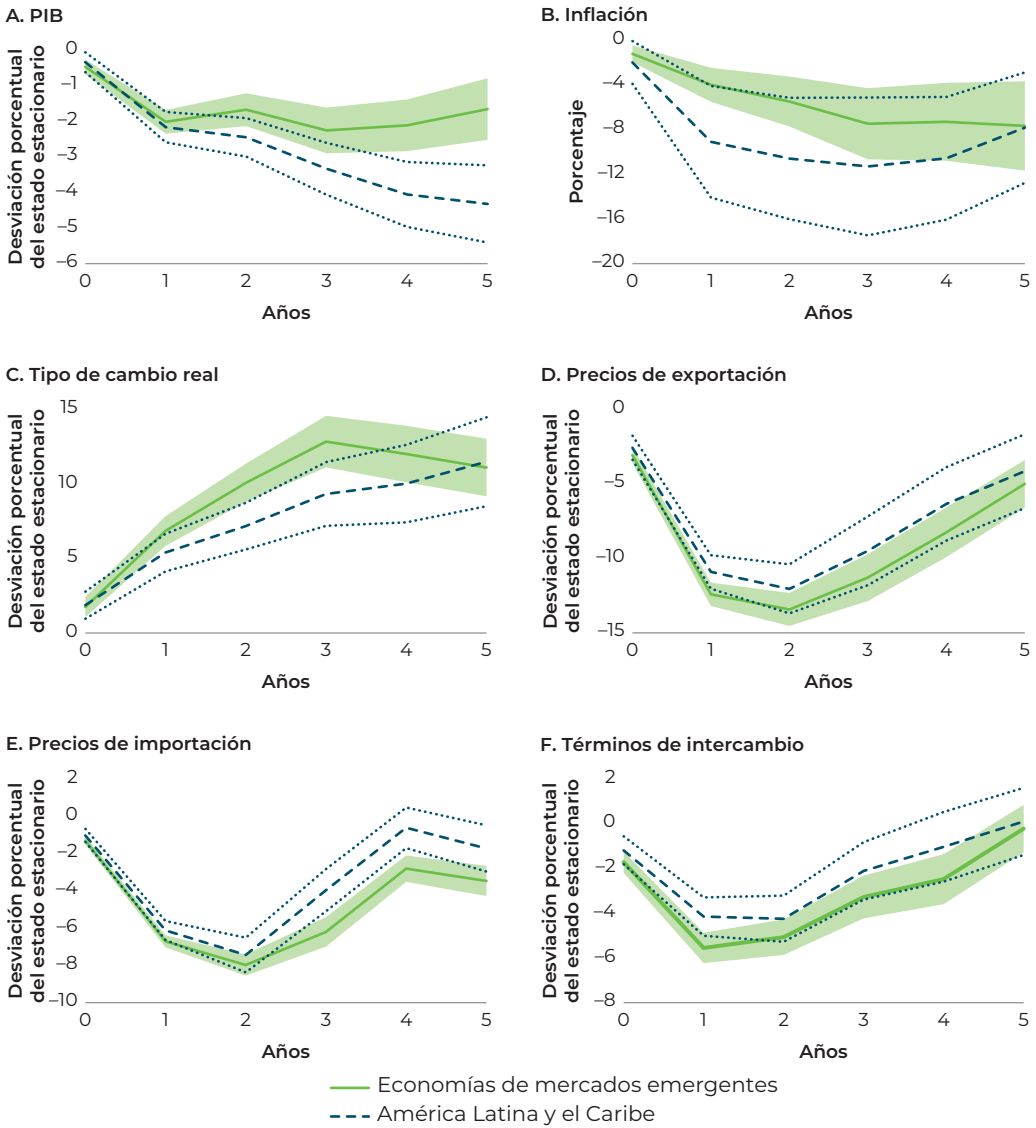 A. PIB
Desviación porcentual
del estado estacionario
0
–1
–2
–3
–4
–5
–6
0 1 2 3 4 5
Años
B. Inflación
Porcentaje
0
–4
–8
–12
–16
–20
0 1 2 3 4 5
Años
C. Tipo de cambio real
Desviación porcentual
del estado estacionario
15
10
5
0
0 1 2 3 4 5
Años
D. Precios de exportación
Desviación porcentual
del estado estacionario
0
–5
–10
–15
0 1 2 3 4 5
Años
E. Precios de importación
Desviación porcentual
del estado estacionario
2
0
–2
–4
–6
–8
–10
0 1 2 3 4 5
Años
F. Términos de intercambio
Desviación porcentual
del estado estacionario
2
0
–2
–4
–6
–8
0 1 2 3 4 5
Años
Economías de mercados emergentes
América Latina y el Caribe